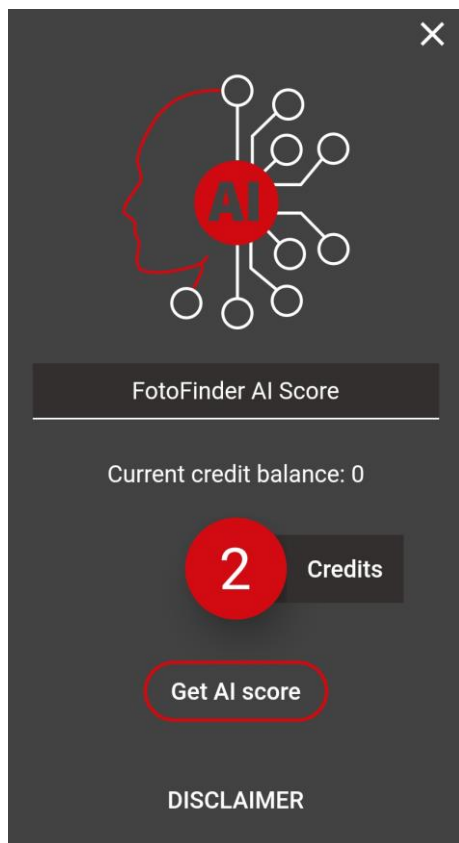 AI
FotoFinder AI Score
Current credit balance: 0
2 Credits
Get AI score
DISCLAIMER